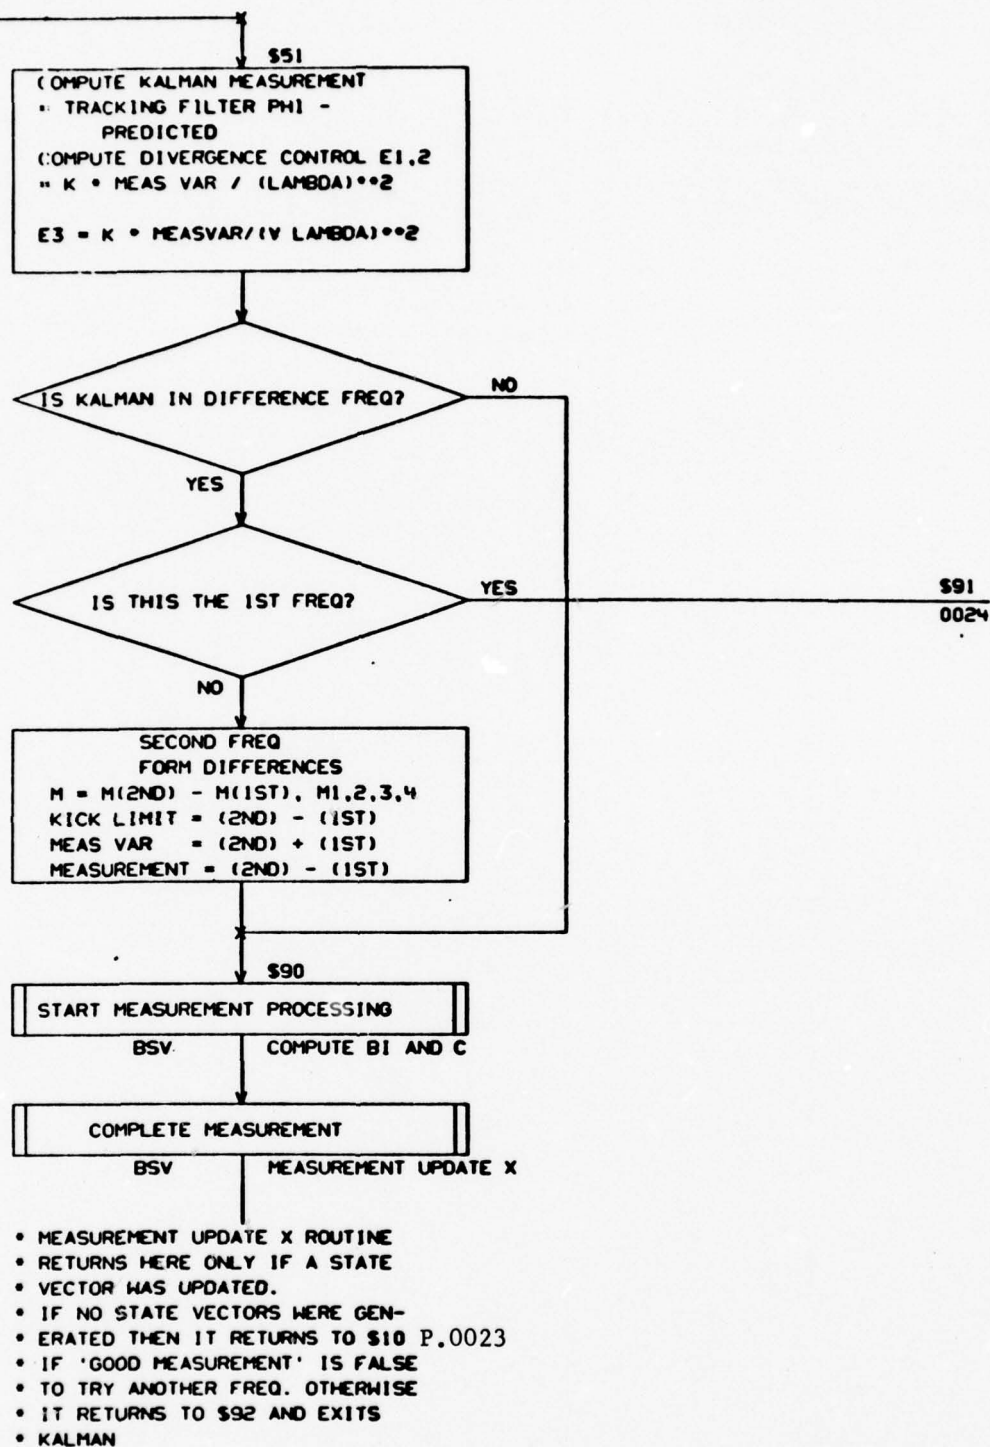 $51
COMPUTE KALMAN MEASUREMENT
= TRACKING FILTER PHI -
PREDICTED
COMPUTE DIVERGENCE CONTROL E1,2
= K * MEAS VAR / (LAMBDA)**2
E3 = K * MEASVAR/(V LAMBDA)**2
IS KALMAN IN DIFFERENCE FREQ?
NO
YES
IS THIS THE 1ST FREQ?
YES
$91
0024
NO
SECOND FREQ
FORM DIFFERENCES
M = M(2ND) - M(1ST), M1,2,3,4
KICK LIMIT = (2ND) - (1ST)
MEAS VAR = (2ND) + (1ST)
MEASUREMENT = (2ND) - (1ST)
$90
START MEASUREMENT PROCESSING
BSV COMPUTE BI AND C
COMPLETE MEASUREMENT
BSV MEASUREMENT UPDATE X
* MEASUREMENT UPDATE X ROUTINE
* RETURNS HERE ONLY IF A STATE
* VECTOR WAS UPDATED.
* IF NO STATE VECTORS WERE GEN-
* ERATED THEN IT RETURNS TO $10 P.0023
* IF 'GOOD MEASUREMENT' IS FALSE
* TO TRY ANOTHER FREQ. OTHERWISE
* IT RETURNS TO $92 AND EXITS
* KALMAN